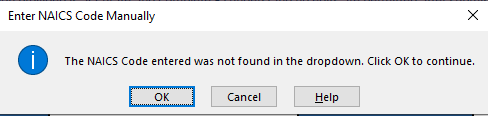 Enter NAICS Code Manually
The NAICS Code entered was not found in the dropdown. Click OK to continue.
OK
Cancel
Help